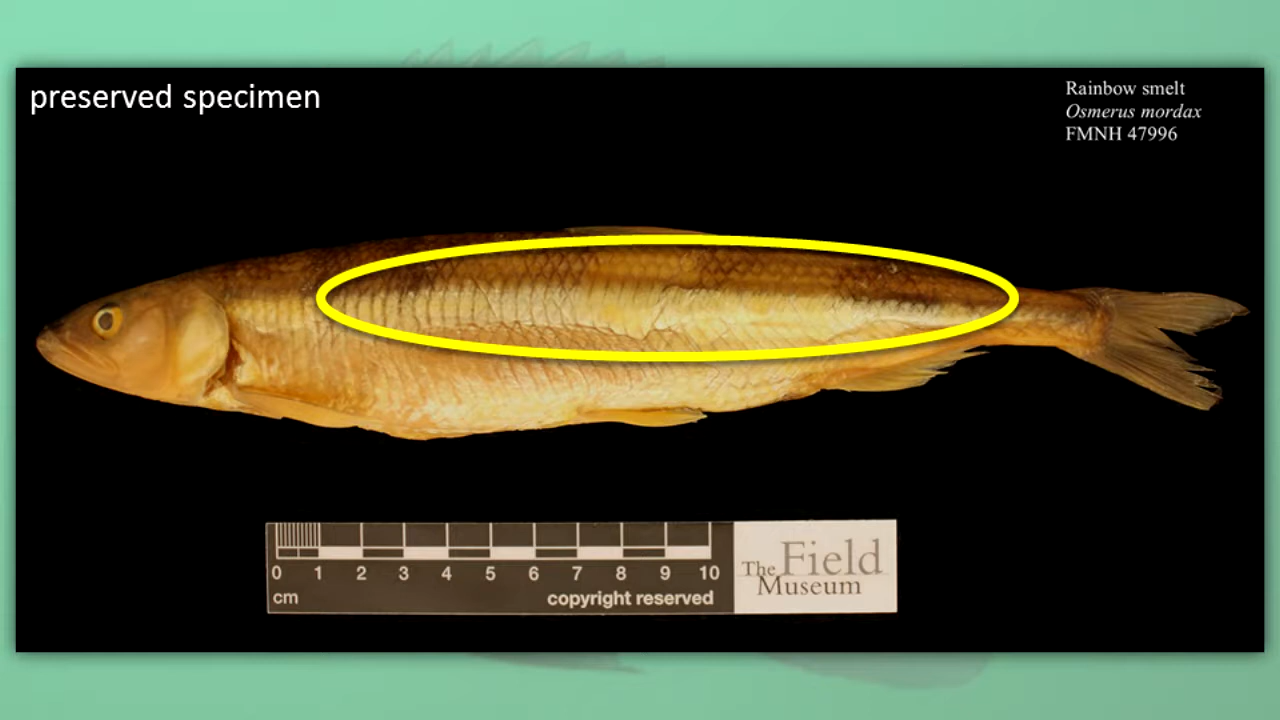 preserved specimen
Rainbow smelt
Osmerus mordax
FMNH 47996
0 1 2 3 4 5 6 7 8 9 10
cm
copyright reserved
The Field
Museum